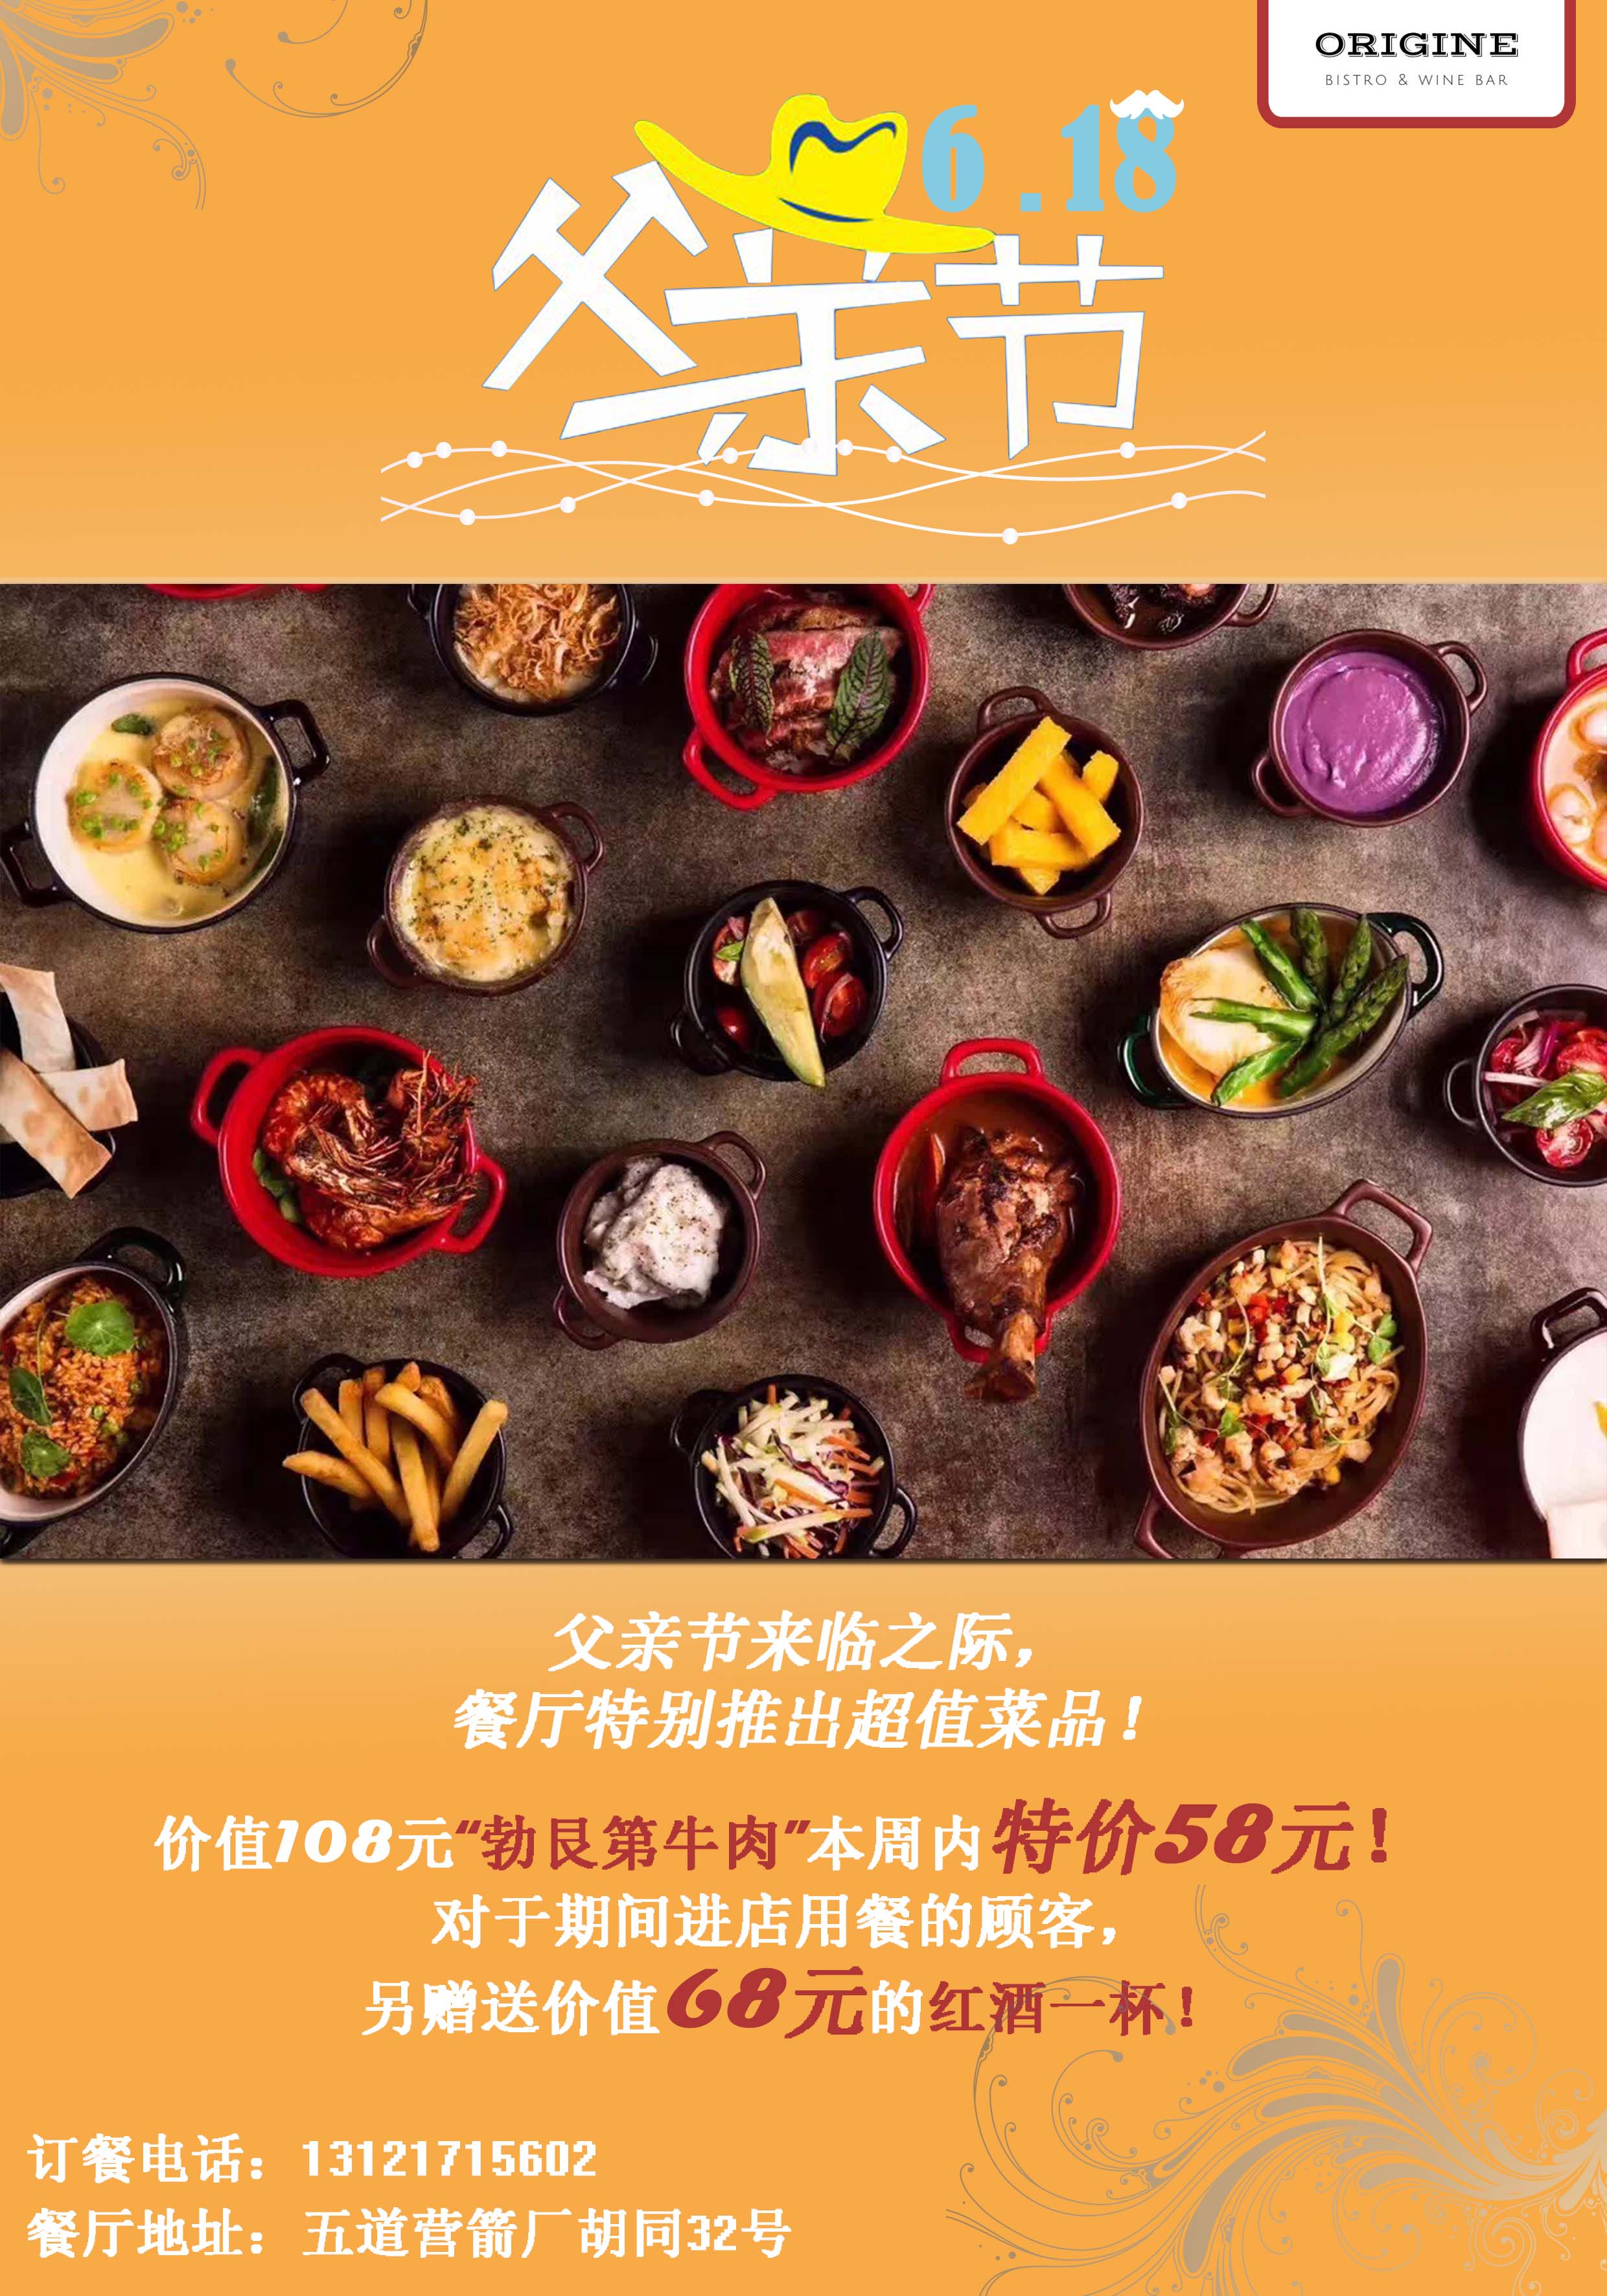 ORIGINE
BISTRO & WINE BAR
6.18
父亲节
父亲节来临之际，
餐厅特别推出超值菜品！
价值108元“勃艮第牛肉”本周内特价58元！
对于期间进店用餐的顾客，
另赠送价值68元的红酒一杯！
订餐电话：13121715602
餐厅地址：五道营箭厂胡同32号